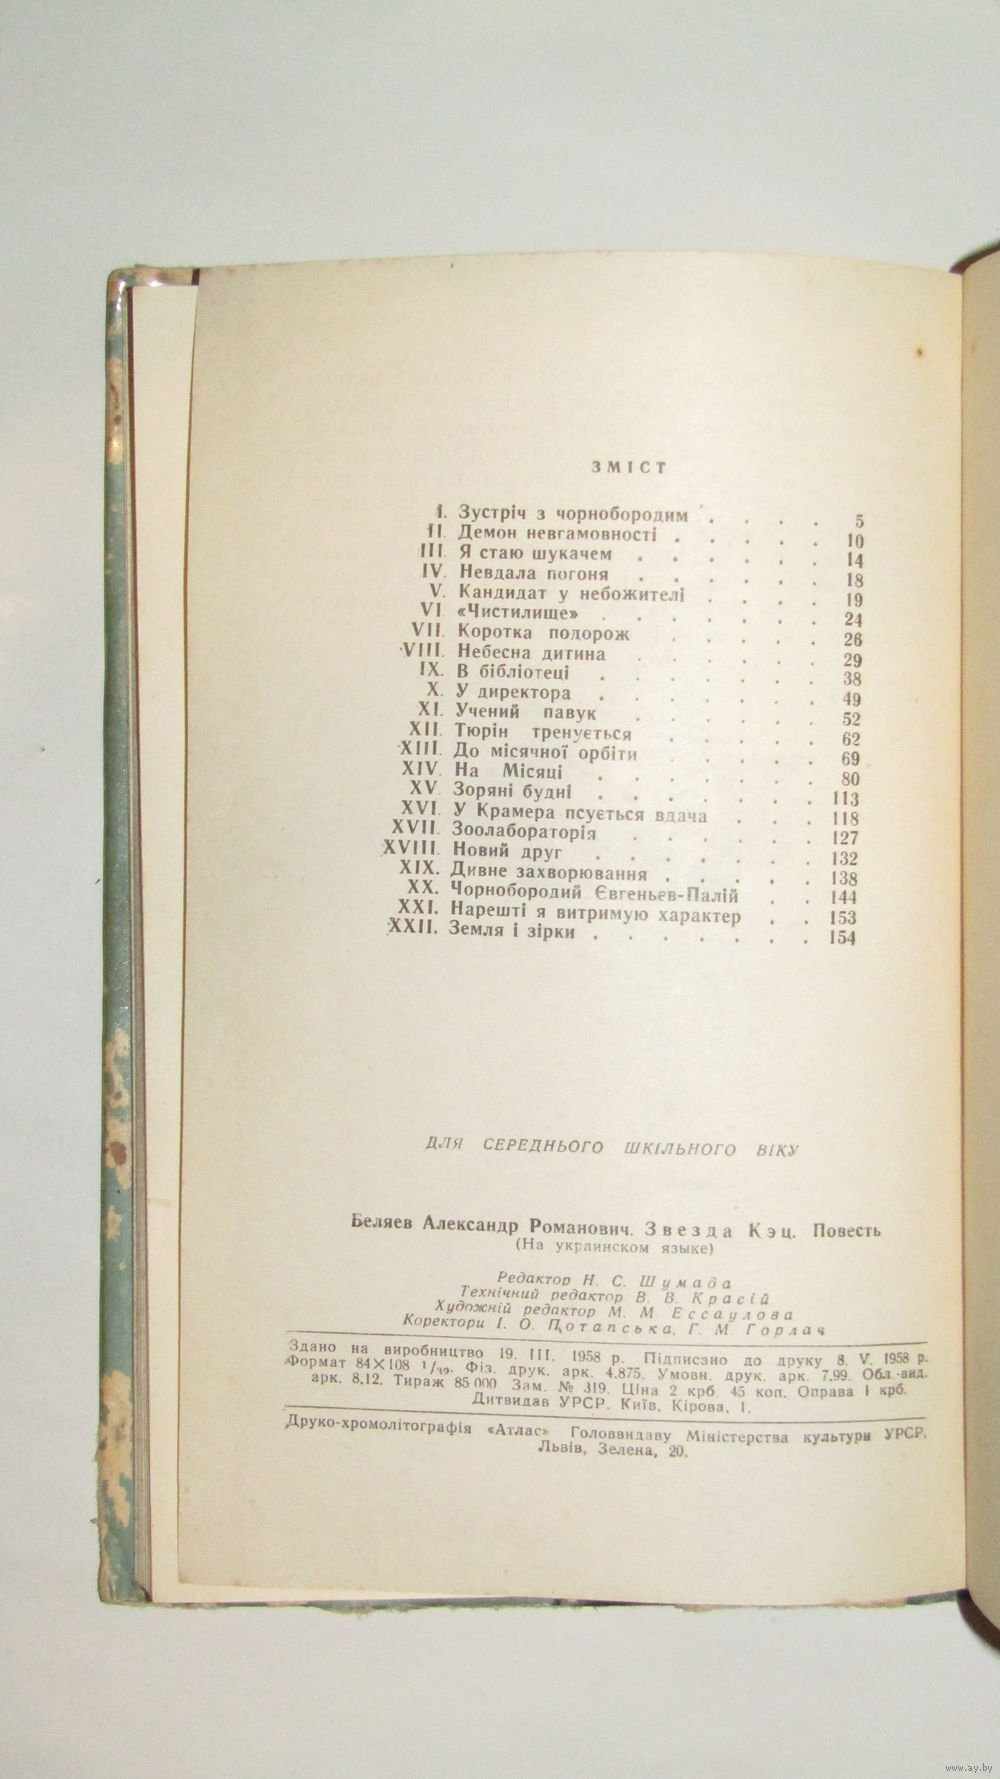 ЗМІСТ
I. Зустріч з чорнобородим . . . . 5
II. Демон невгамовності . . . . . 10
III. Я стаю шукачем . . . . . . 14
IV. Невдала погоня . . . . . . 18
V. Кандидат у небожителі . . . . 19
VI. «Чистилище» . . . . . . . 24
VII. Коротка подорож . . . . . 26
VIII. Небесна дитина . . . . . . 29
IX. В бібліотеці . . . . . . . 38
X. У директора . . . . . . . 49
XI. Учений павук . . . . . . 52
XII. Тюрін тренується . . . . . 62
XIII. До місячної орбіти . . . . . 69
XIV. На Місяці . . . . . . . 80
XV. Зоряні будні . . . . . . . 113
XVI. У Крамера псується вдача . . . 118
XVII. Зоолабораторія . . . . . . 127
XVIII. Новий друг . . . . . . . 132
XIX. Дивне захворювання . . . . . 138
XX. Чорнобородий Євгеньєв-Палій . . 144
XXI. Нарешті я витримую характер . . 153
XXII. Земля і зірки . . . . . . . 154
ДЛЯ СЕРЕДНЬОГО ШКІЛЬНОГО ВІКУ
Беляев Александр Романович. Звезда Кэц. Повесть
(На украинском языке)
Редактор Н. С. Шумада
Технічний редактор В. В. Красій
Художній редактор М. М. Ессаулова
Коректори І. О. Потапська, Г. М. Горлач
Здано на виробництво 19. III. 1958 р. Підписано до друку 8. V. 1958 р.
Формат 84×108 1/32. Фіз. друк. арк. 4,875. Умовн. друк. арк. 7,99. Обл.-вид.
арк. 8,12. Тираж 85 000 Зам. № 319. Ціна 2 крб. 45 коп. Оправа 1 крб.
Дитвидав УРСР. Київ, Кірова, 1.
Друко-хромолітографія «Атлас» Головвидаву Міністерства культури УРСР.
Львів, Зелена, 20.
www.ay.by